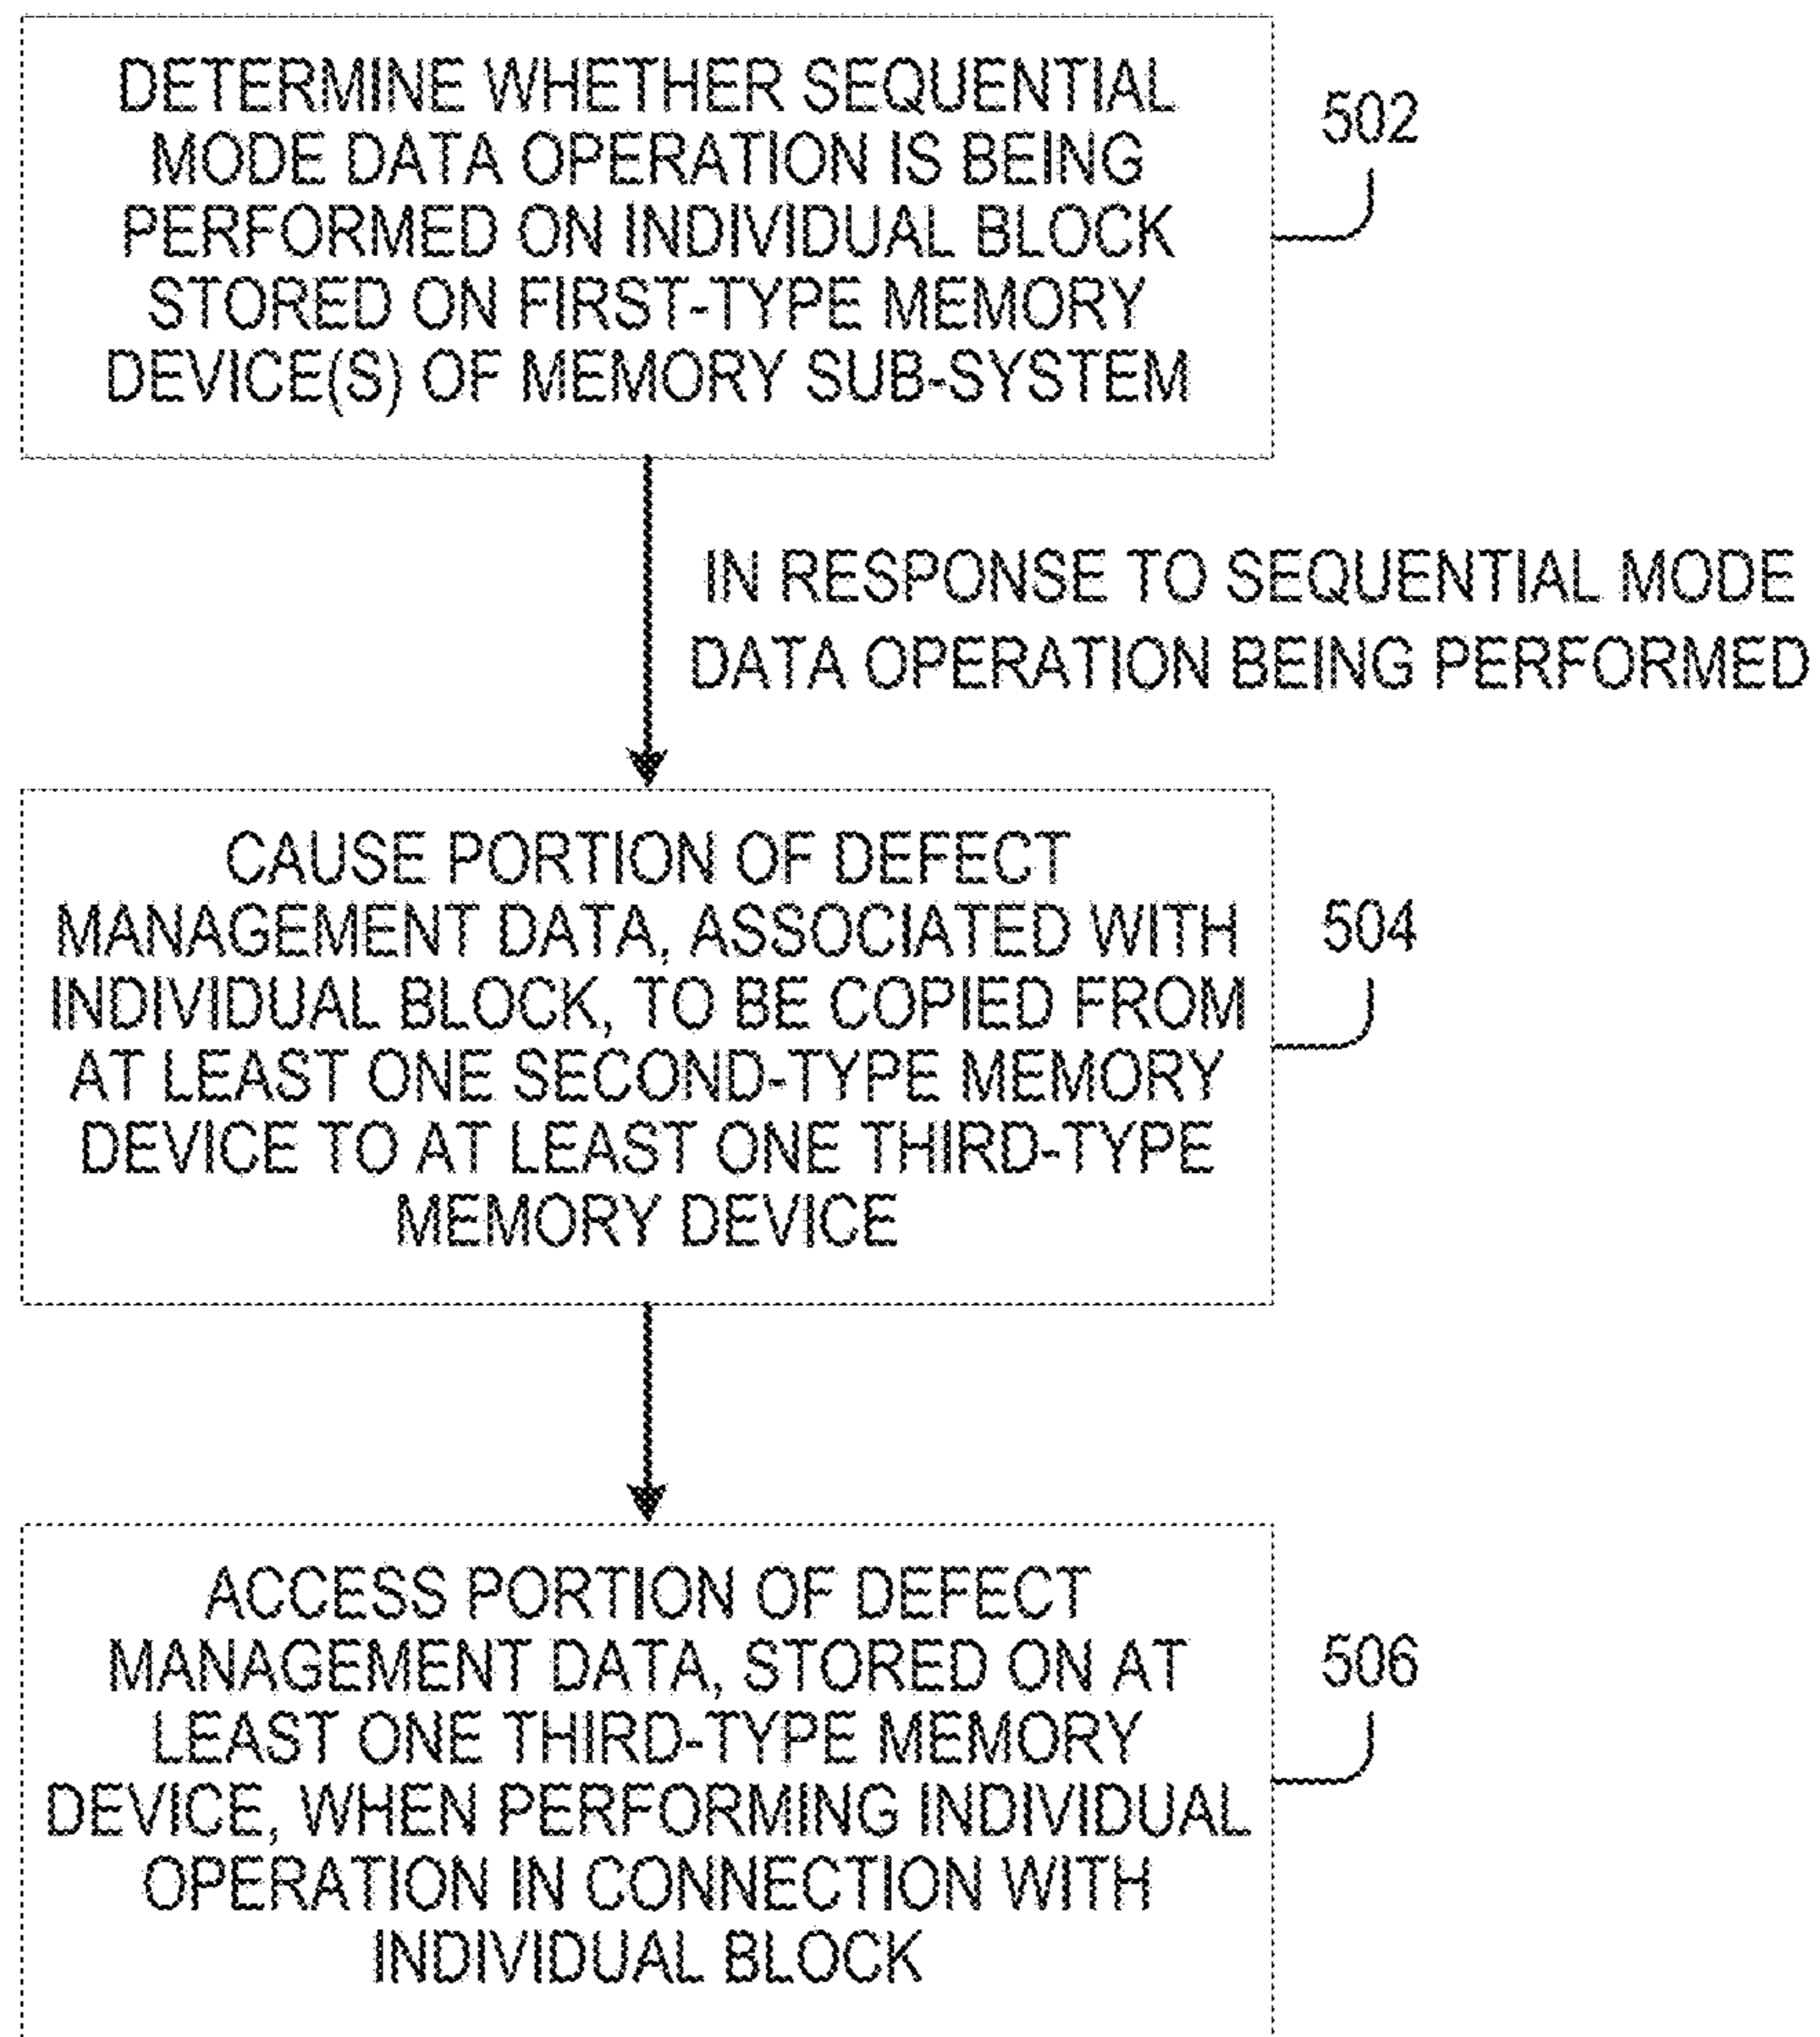 DETERMINE WHETHER SEQUENTIAL
MODE DATA OPERATION IS BEING
PERFORMED ON INDIVIDUAL BLOCK
STORED ON FIRST-TYPE MEMORY
DEVICE(S) OF MEMORY SUB-SYSTEM
502
IN RESPONSE TO SEQUENTIAL MODE
DATA OPERATION BEING PERFORMED
CAUSE PORTION OF DEFECT
MANAGEMENT DATA, ASSOCIATED WITH
INDIVIDUAL BLOCK, TO BE COPIED FROM
AT LEAST ONE SECOND-TYPE MEMORY
DEVICE TO AT LEAST ONE THIRD-TYPE
MEMORY DEVICE
504
ACCESS PORTION OF DEFECT
MANAGEMENT DATA, STORED ON AT
LEAST ONE THIRD-TYPE MEMORY
DEVICE, WHEN PERFORMING INDIVIDUAL
OPERATION IN CONNECTION WITH
INDIVIDUAL BLOCK
506